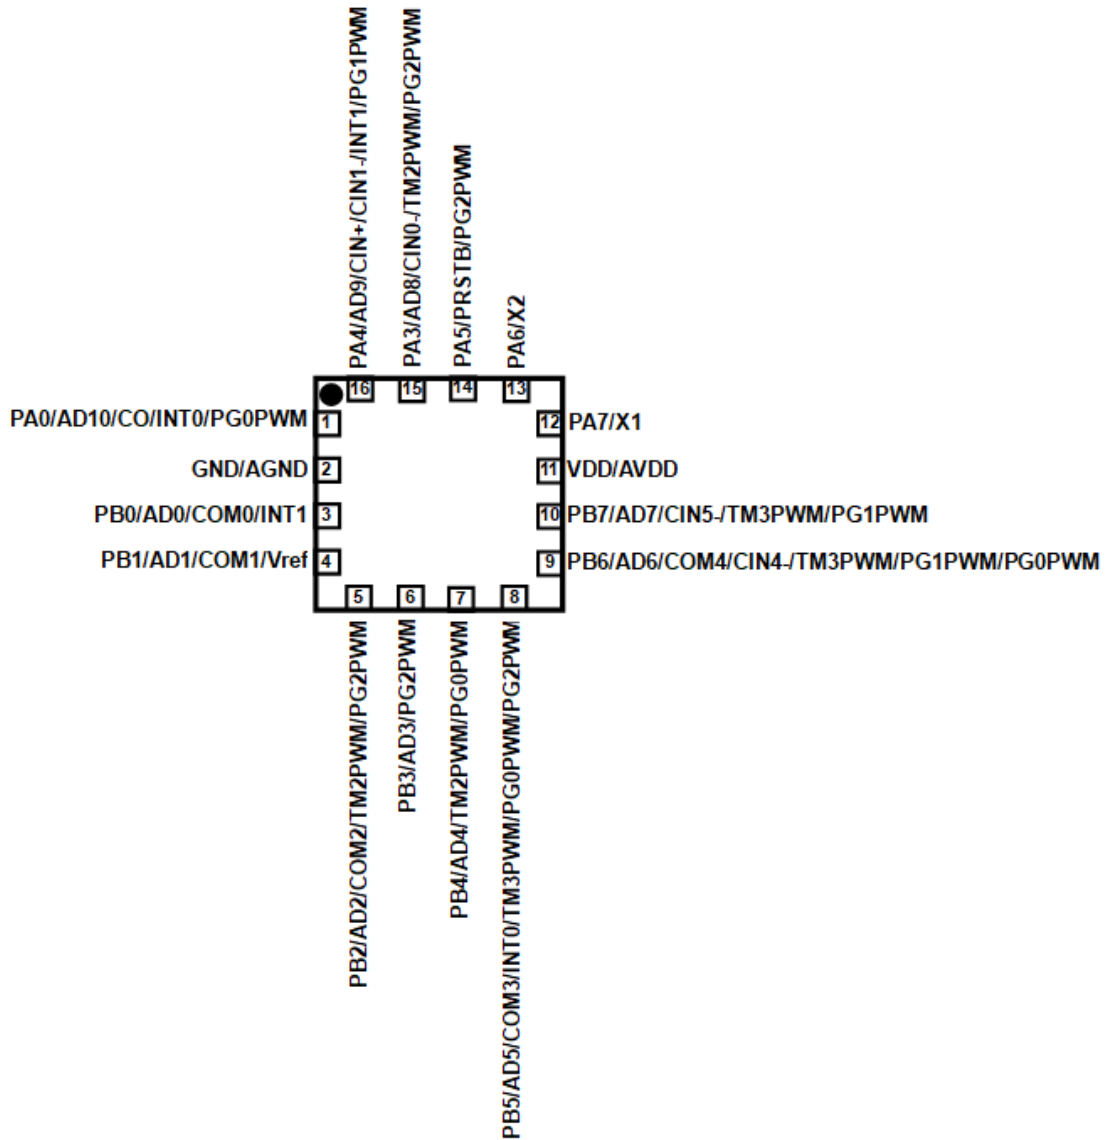 PA4/AD9/CIN+/CIN1-/INT1/PG1PWM
PA3/AD8/CIN0-/TM2PWM/PG2PWM
PA5/PRSTB/PG2PWM
PA6/X2
16 15 14 13
PA0/AD10/CO/INT0/PG0PWM 1
12 PA7/X1
GND/AGND 2
11 VDD/AVDD
PB0/AD0/COM0/INT1 3
10 PB7/AD7/CIN5-/TM3PWM/PG1PWM
PB1/AD1/COM1/Vref 4
9 PB6/AD6/COM4/CIN4-/TM3PWM/PG1PWM/PG0PWM
5 6 7 8
PB2/AD2/COM2/TM2PWM/PG2PWM
PB3/AD3/PG2PWM
PB4/AD4/TM2PWM/PG0PWM
PB5/AD5/COM3/INT0/TM3PWM/PG0PWM/PG2PWM